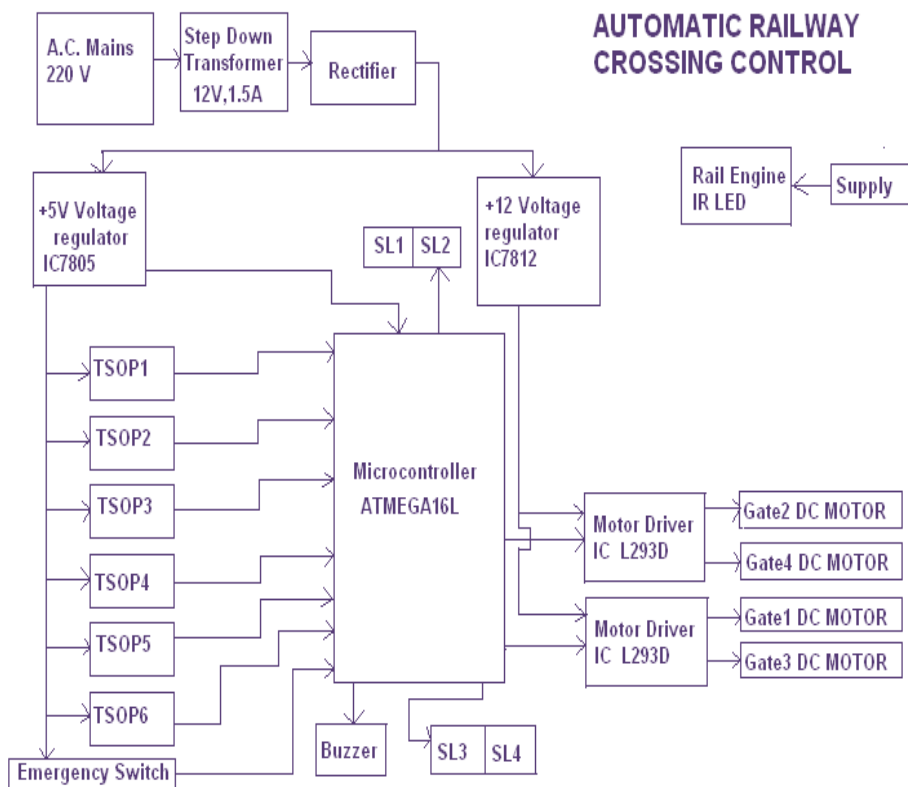 AUTOMATIC RAILWAY
CROSSING CONTROL
A.C. Mains
220 V
Step Down
Transformer
12V,1.5A
Rectifier
+5V Voltage
regulator
IC7805
+12 Voltage
regulator
IC7812
Rail Engine
IR LED
Supply
SL1 SL2
TSOP1
TSOP2
TSOP3
TSOP4
TSOP5
TSOP6
Emergency Switch
Microcontroller
ATMEGA16L
Motor Driver
IC L293D
Gate2 DC MOTOR
Gate4 DC MOTOR
Motor Driver
IC L293D
Gate1 DC MOTOR
Gate3 DC MOTOR
Buzzer
SL3 SL4